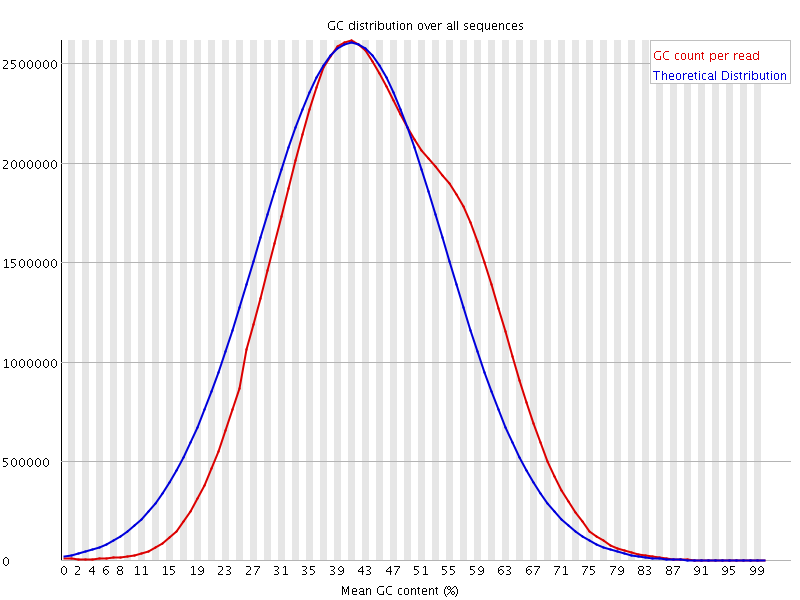 GC distribution over all sequences
GC count per read
Theoretical Distribution
2500000
2000000
1500000
1000000
500000
0
0 2 4 6 8 11 15 19 23 27 31 35 39 43 47 51 55 59 63 67 71 75 79 83 87 91 95 99
Mean GC content (%)